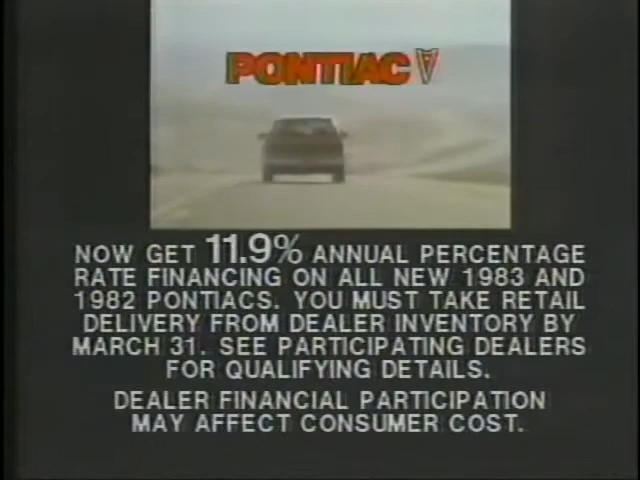 PONTIAC
NOW GET 11.9% ANNUAL PERCENTAGE
RATE FINANCING ON ALL NEW 1983 AND
1982 PONTIACS. YOU MUST TAKE RETAIL
DELIVERY FROM DEALER INVENTORY BY
MARCH 31. SEE PARTICIPATING DEALERS
FOR QUALIFYING DETAILS.
DEALER FINANCIAL PARTICIPATION
MAY AFFECT CONSUMER COST.